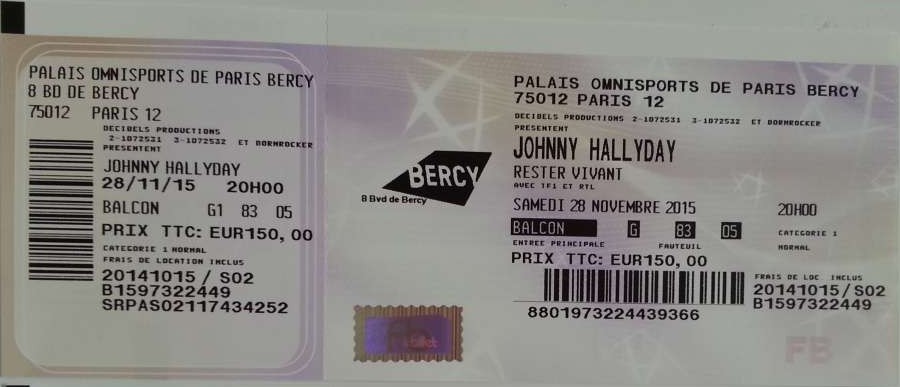 PALAIS OMNISPORTS DE PARIS BERCY
8 BD DE BERCY
75012 PARIS 12
DECIBELS PRODUCTIONS
2-1072531 3-1072532 ET BORNROCKER
PRESENTENT
JOHNNY HALLYDAY
28/11/15 20H00
BALCON G1 83 05
PRIX TTC: EUR150,00
CATEGORIE 1 NORMAL
FRAIS DE LOCATION INCLUS
20141015 / S02
B1597322449
SRPAS02117434252
BERCY
8 Bvd de Bercy
PALAIS OMNISPORTS DE PARIS BERCY
75012 PARIS 12
DECIBELS PRODUCTIONS 2-1072531 3-1072532 ET BORNROCKER
PRESENTENT
JOHNNY HALLYDAY
RESTER VIVANT
AVEC TF1 ET RTL
SAMEDI 28 NOVEMBRE 2015 20H00
BALCON G 83 05 CATEGORIE 1
ENTREE PRINCIPALE FAUTEUIL NORMAL
PRIX TTC: EUR150,00
FRAIS DE LOC INCLUS
20141015 / S02
B1597322449
8801973224439366
FB